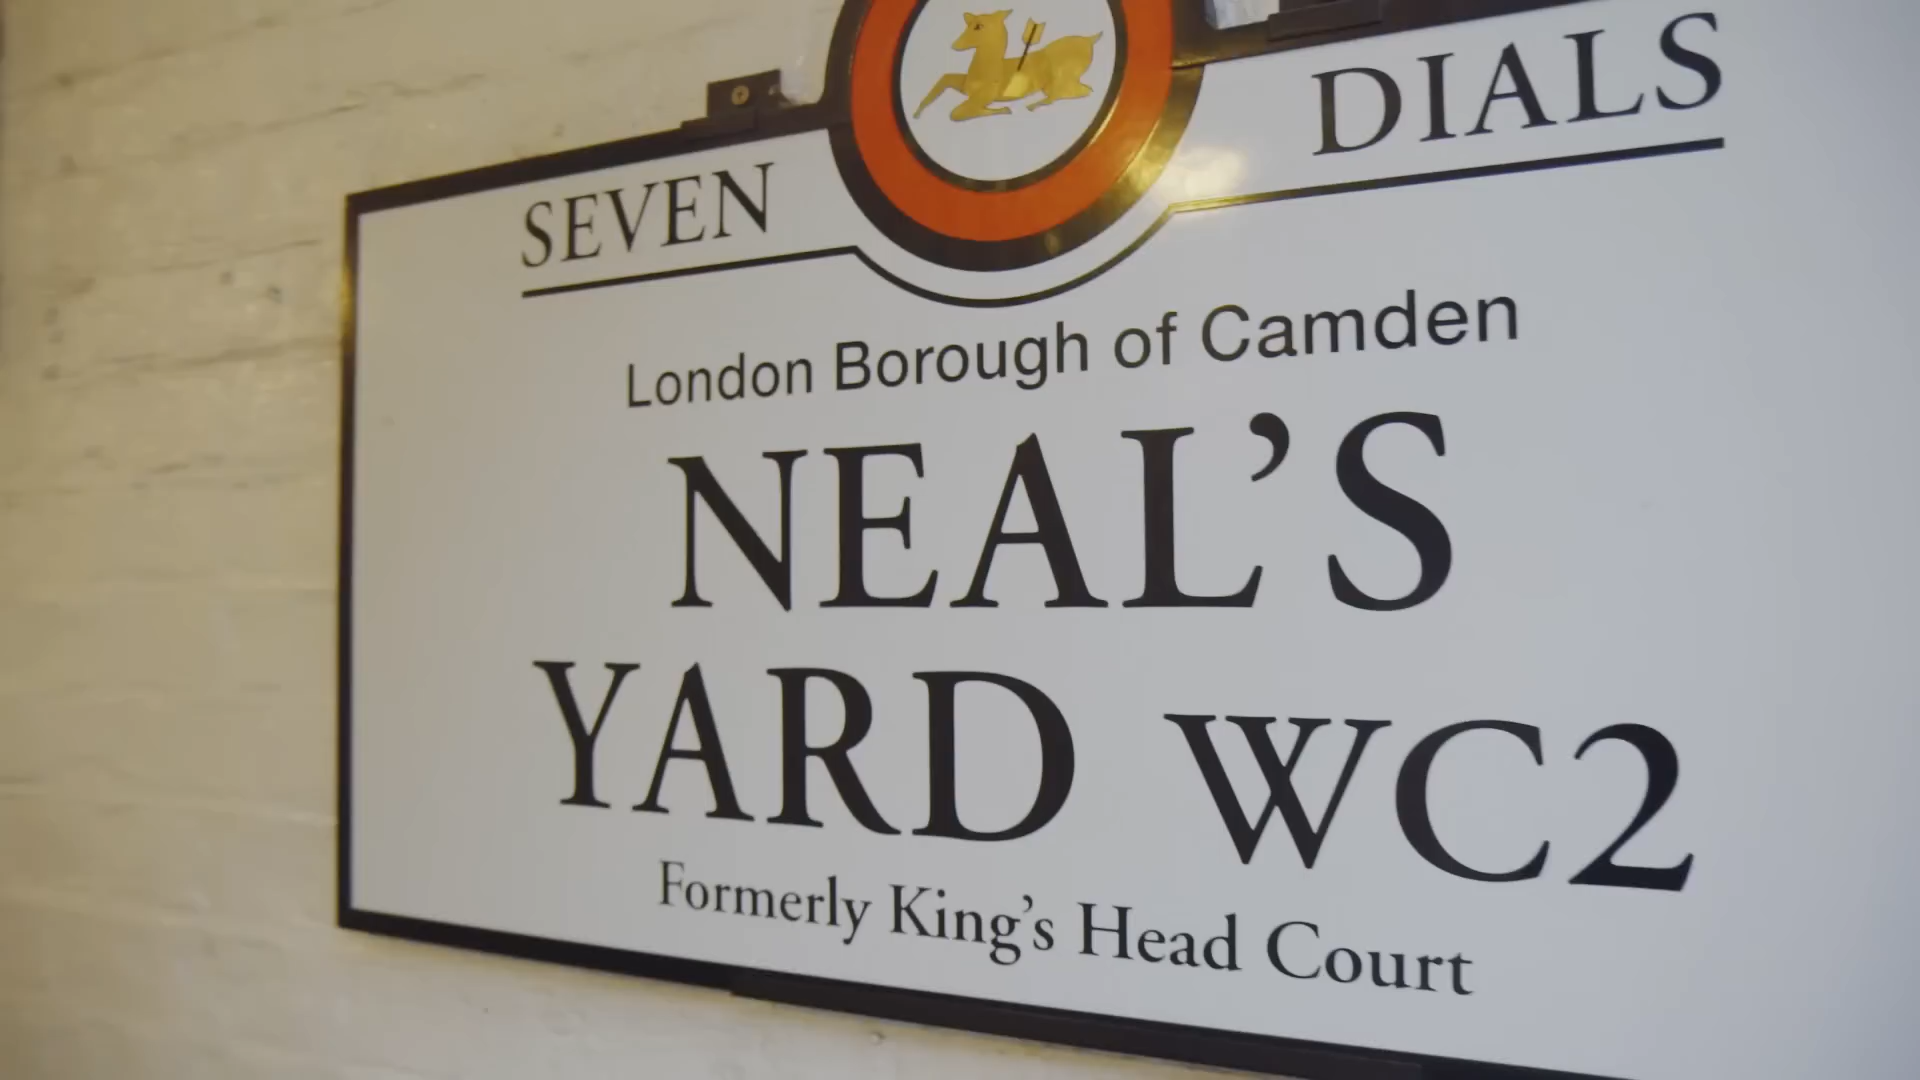 SEVEN DIALS
London Borough of Camden
NEAL’S
YARD WC2
Formerly King’s Head Court